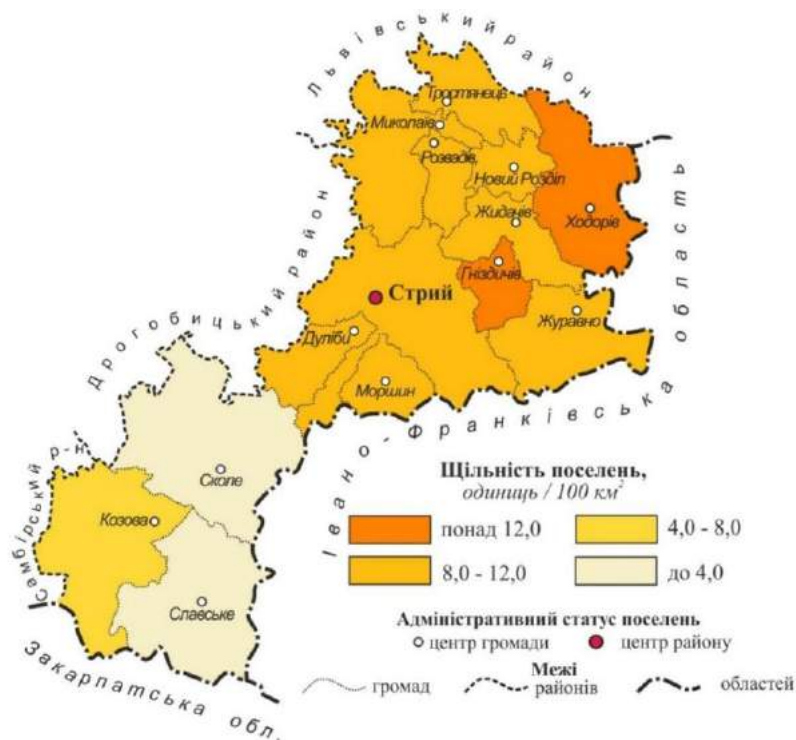 Львівський район
Тростянець
Миколаїв
Розвадів
Новий Розділ
Жидачів
Ходорів
Гніздичів
Стрий
Журавно
Дуліби
Моршин
Дрогобицький район
Івано-Франківська область
Сколе
Козова
Славське
Самбірський р-н
Закарпатська обл.
Щільність поселень,
одиниць / 100 км²
понад 12,0
4,0 - 8,0
8,0 - 12,0
до 4,0
Адміністративний статус поселень
центр громади
центр району
Межі
громад
районів
областей